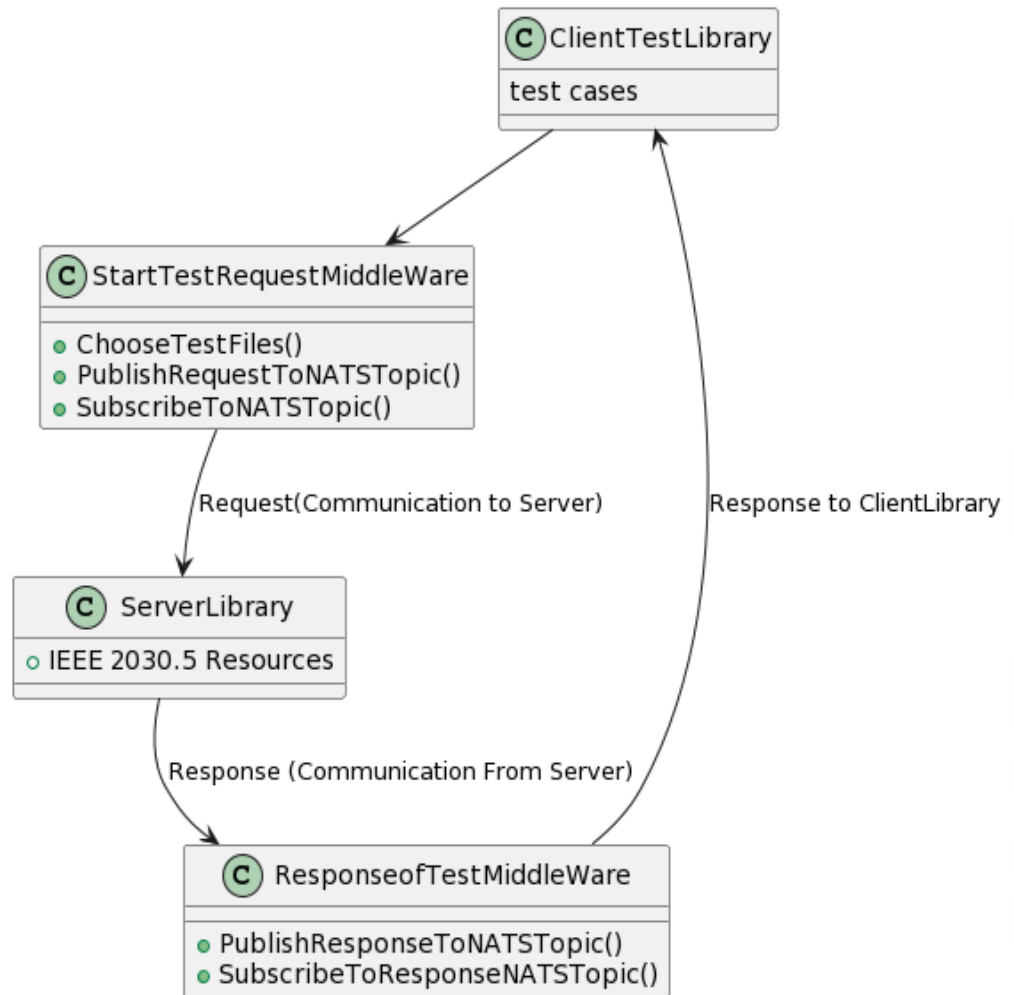 C ClientTestLibrary
test cases
C StartTestRequestMiddleWare
ChooseTestFiles()
PublishRequestToNATSTopic()
SubscribeToNATSTopic()
Request(Communication to Server)
Response to ClientLibrary
C ServerLibrary
IEEE 2030.5 Resources
Response (Communication From Server)
C ResponseofTestMiddleWare
PublishResponseToNATSTopic()
SubscribeToResponseNATSTopic()